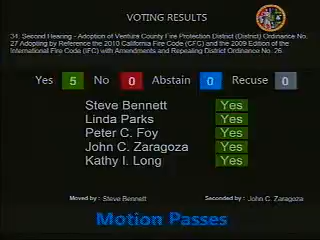 VOTING RESULTS
34. Second Hearing - Adoption of Ventura County Fire Protection District (District) Ordinance No.
27 Adopting by Reference the 2010 California Fire Code (CFC) and the 2009 Edition of the
International Fire Code (IFC) with Amendments and Repealing District Ordinance No. 26.
Yes 5 No 0 Abstain 0 Recuse 0
Steve Bennett Yes
Linda Parks Yes
Peter C. Foy Yes
John C. Zaragoza Yes
Kathy I. Long Yes
Moved by : Steve Bennett Seconded by : John C. Zaragoza
Motion Passes